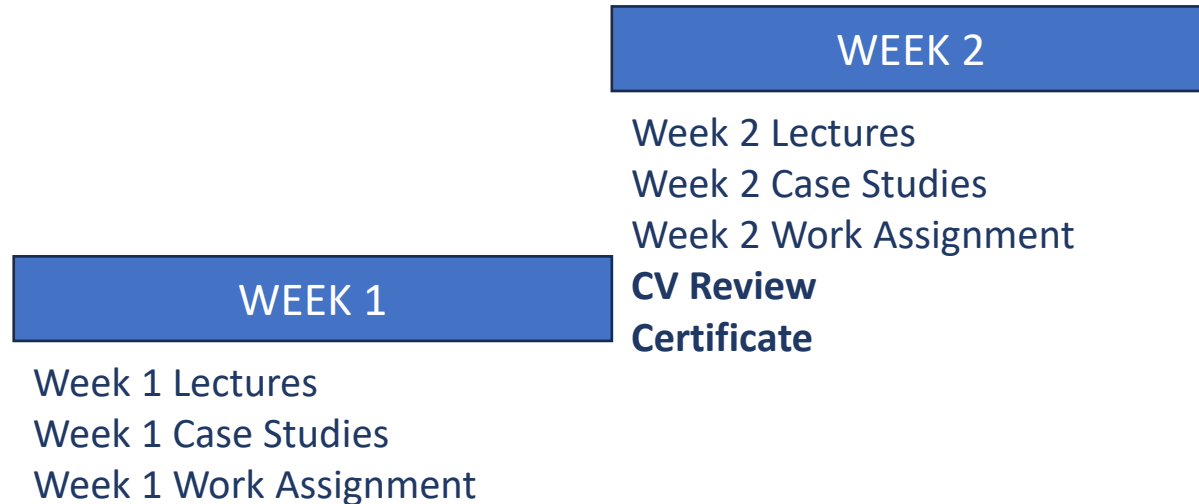 WEEK 2
Week 2 Lectures
Week 2 Case Studies
Week 2 Work Assignment
CV Review
Certificate
WEEK 1
Week 1 Lectures
Week 1 Case Studies
Week 1 Work Assignment